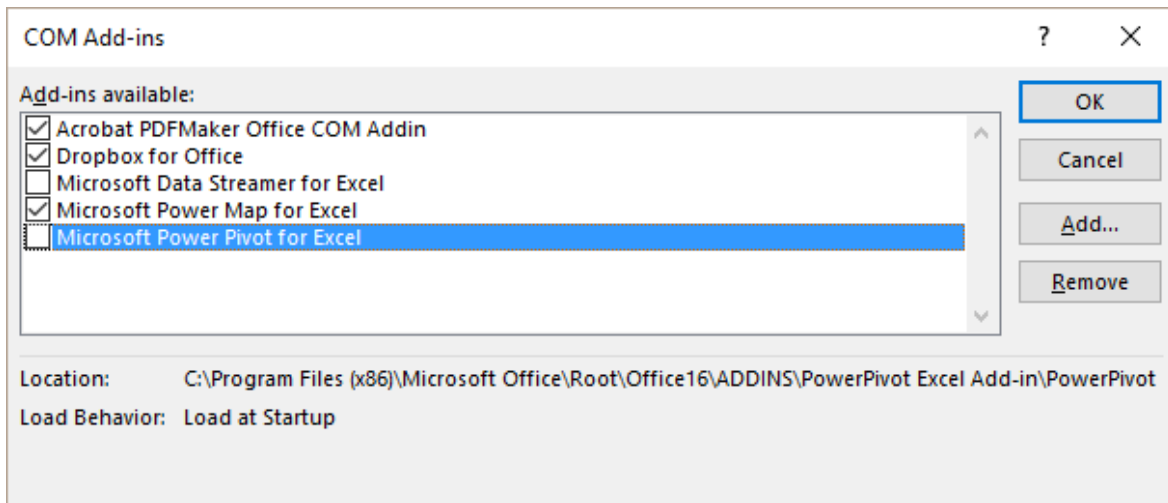 COM Add-ins
?
Add-ins available:
Acrobat PDFMaker Office COM Addin
Dropbox for Office
Microsoft Data Streamer for Excel
Microsoft Power Map for Excel
Microsoft Power Pivot for Excel
OK
Cancel
Add...
Remove
Location: C:\Program Files (x86)\Microsoft Office\Root\Office16\ADDINS\PowerPivot Excel Add-in\PowerPivot
Load Behavior: Load at Startup